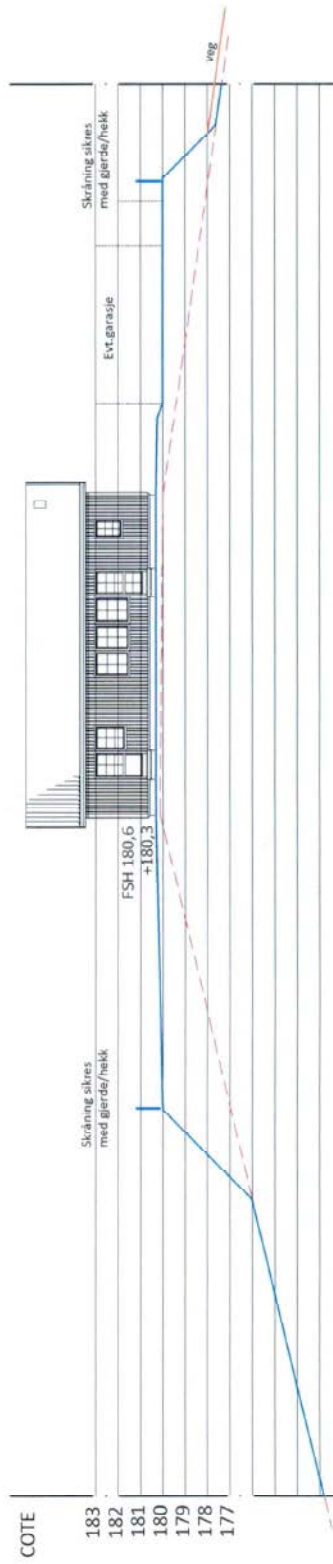 COTE
183
182
181
180
179
178
177
Skråning sikres
med gjerde/hekk
FSH 180,6
+180,3
Evt.garasje
Skråning sikres
med gjerde/hekk
veg